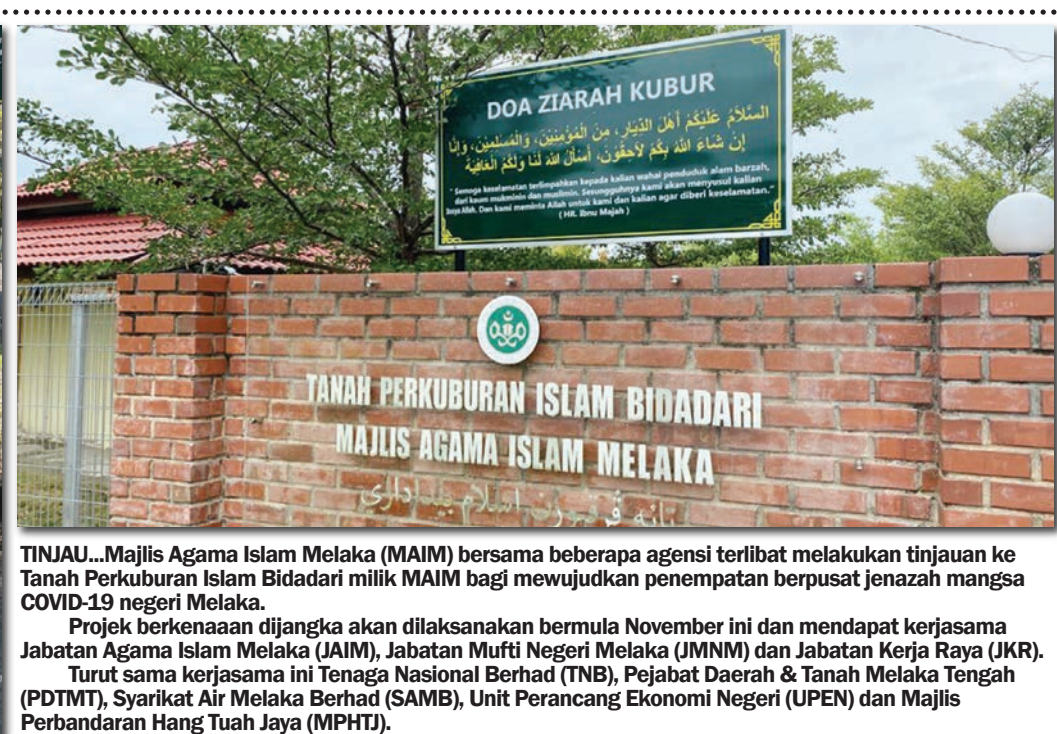 DOA ZIARAH KUBUR
السَّلَامُ عَلَيْكُمْ أَهْلَ الدِّيَارِ، مِنَ الْمُؤْمِنِيْنَ، وَالْمُسْلِمِيْنَ، وَإِنَّا
إِنْ شَاءَ اللهُ بِكُمْ لَاحِقُونَ، أَسْأَلُ اللهَ لَنَا وَلَكُمُ الْعَافِيَةَ
" Semoga keselamatan terlimpahkan kepada kalian wahai penduduk alam barzah,
dari kaum mukminin dan muslimin. Sesungguhnya kami akan menyusul kalian
Insya Allah. Dan kami meminta Allah untuk kami dan kalian agar diberi keselamatan."
( HR. Ibnu Majah )
TANAH PERKUBURAN ISLAM BIDADARI
MAJLIS AGAMA ISLAM MELAKA
تانه ڤرقبورن اسلام بيداداري
TINJAU...Majlis Agama Islam Melaka (MAIM) bersama beberapa agensi terlibat melakukan tinjauan ke
Tanah Perkuburan Islam Bidadari milik MAIM bagi mewujudkan penempatan berpusat jenazah mangsa
COVID-19 negeri Melaka.
Projek berkenaaan dijangka akan dilaksanakan bermula November ini dan mendapat kerjasama
Jabatan Agama Islam Melaka (JAIM), Jabatan Mufti Negeri Melaka (JMNM) dan Jabatan Kerja Raya (JKR).
Turut sama kerjasama ini Tenaga Nasional Berhad (TNB), Pejabat Daerah & Tanah Melaka Tengah
(PDTMT), Syarikat Air Melaka Berhad (SAMB), Unit Perancang Ekonomi Negeri (UPEN) dan Majlis
Perbandaran Hang Tuah Jaya (MPHTJ).